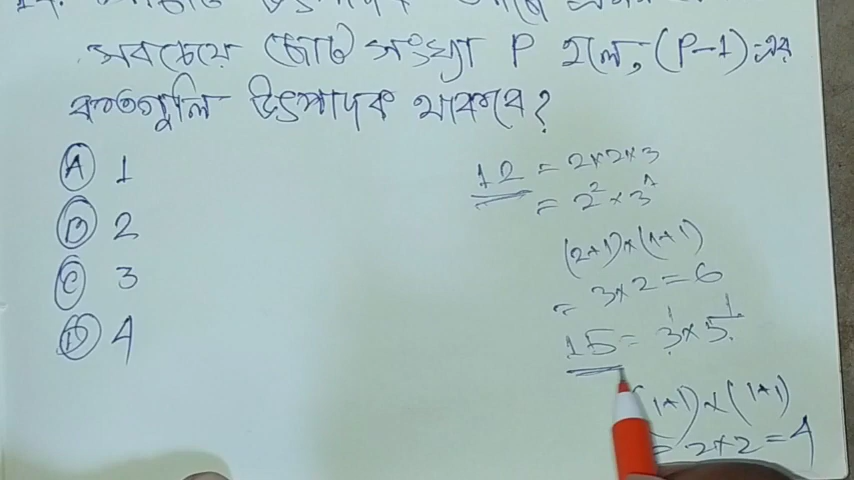 সবচেয়ে ছোট সংখ্যা P হলে, (P-1) এর
কতগুলি উৎপাদক থাকবে?
A 1
B 2
C 3
D 4
12 = 2×2×3
= 2² × 3¹
(2+1)×(1+1)
= 3×2 = 6
15 = 3¹ × 5¹
(1+1) × (1+1)
= 2×2 = 4